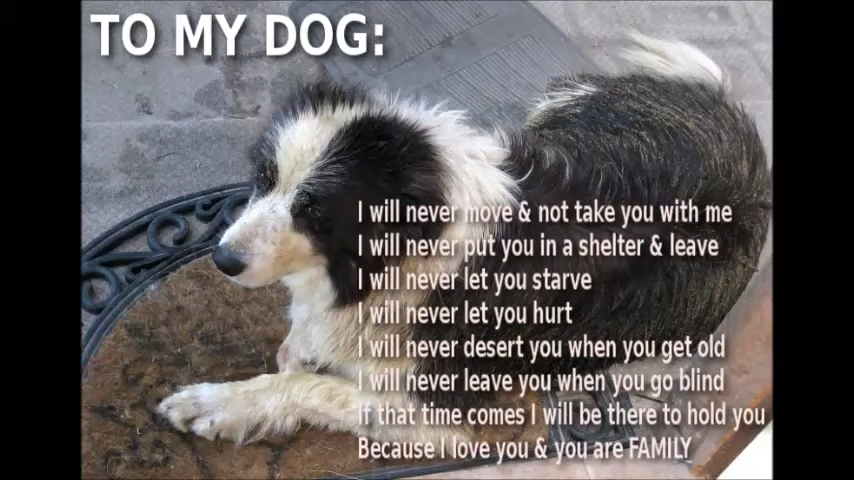 TO MY DOG:
I will never move & not take you with me
I will never put you in a shelter & leave
I will never let you starve
I will never let you hurt
I will never desert you when you get old
I will never leave you when you go blind
If that time comes I will be there to hold you
Because I love you & you are FAMILY